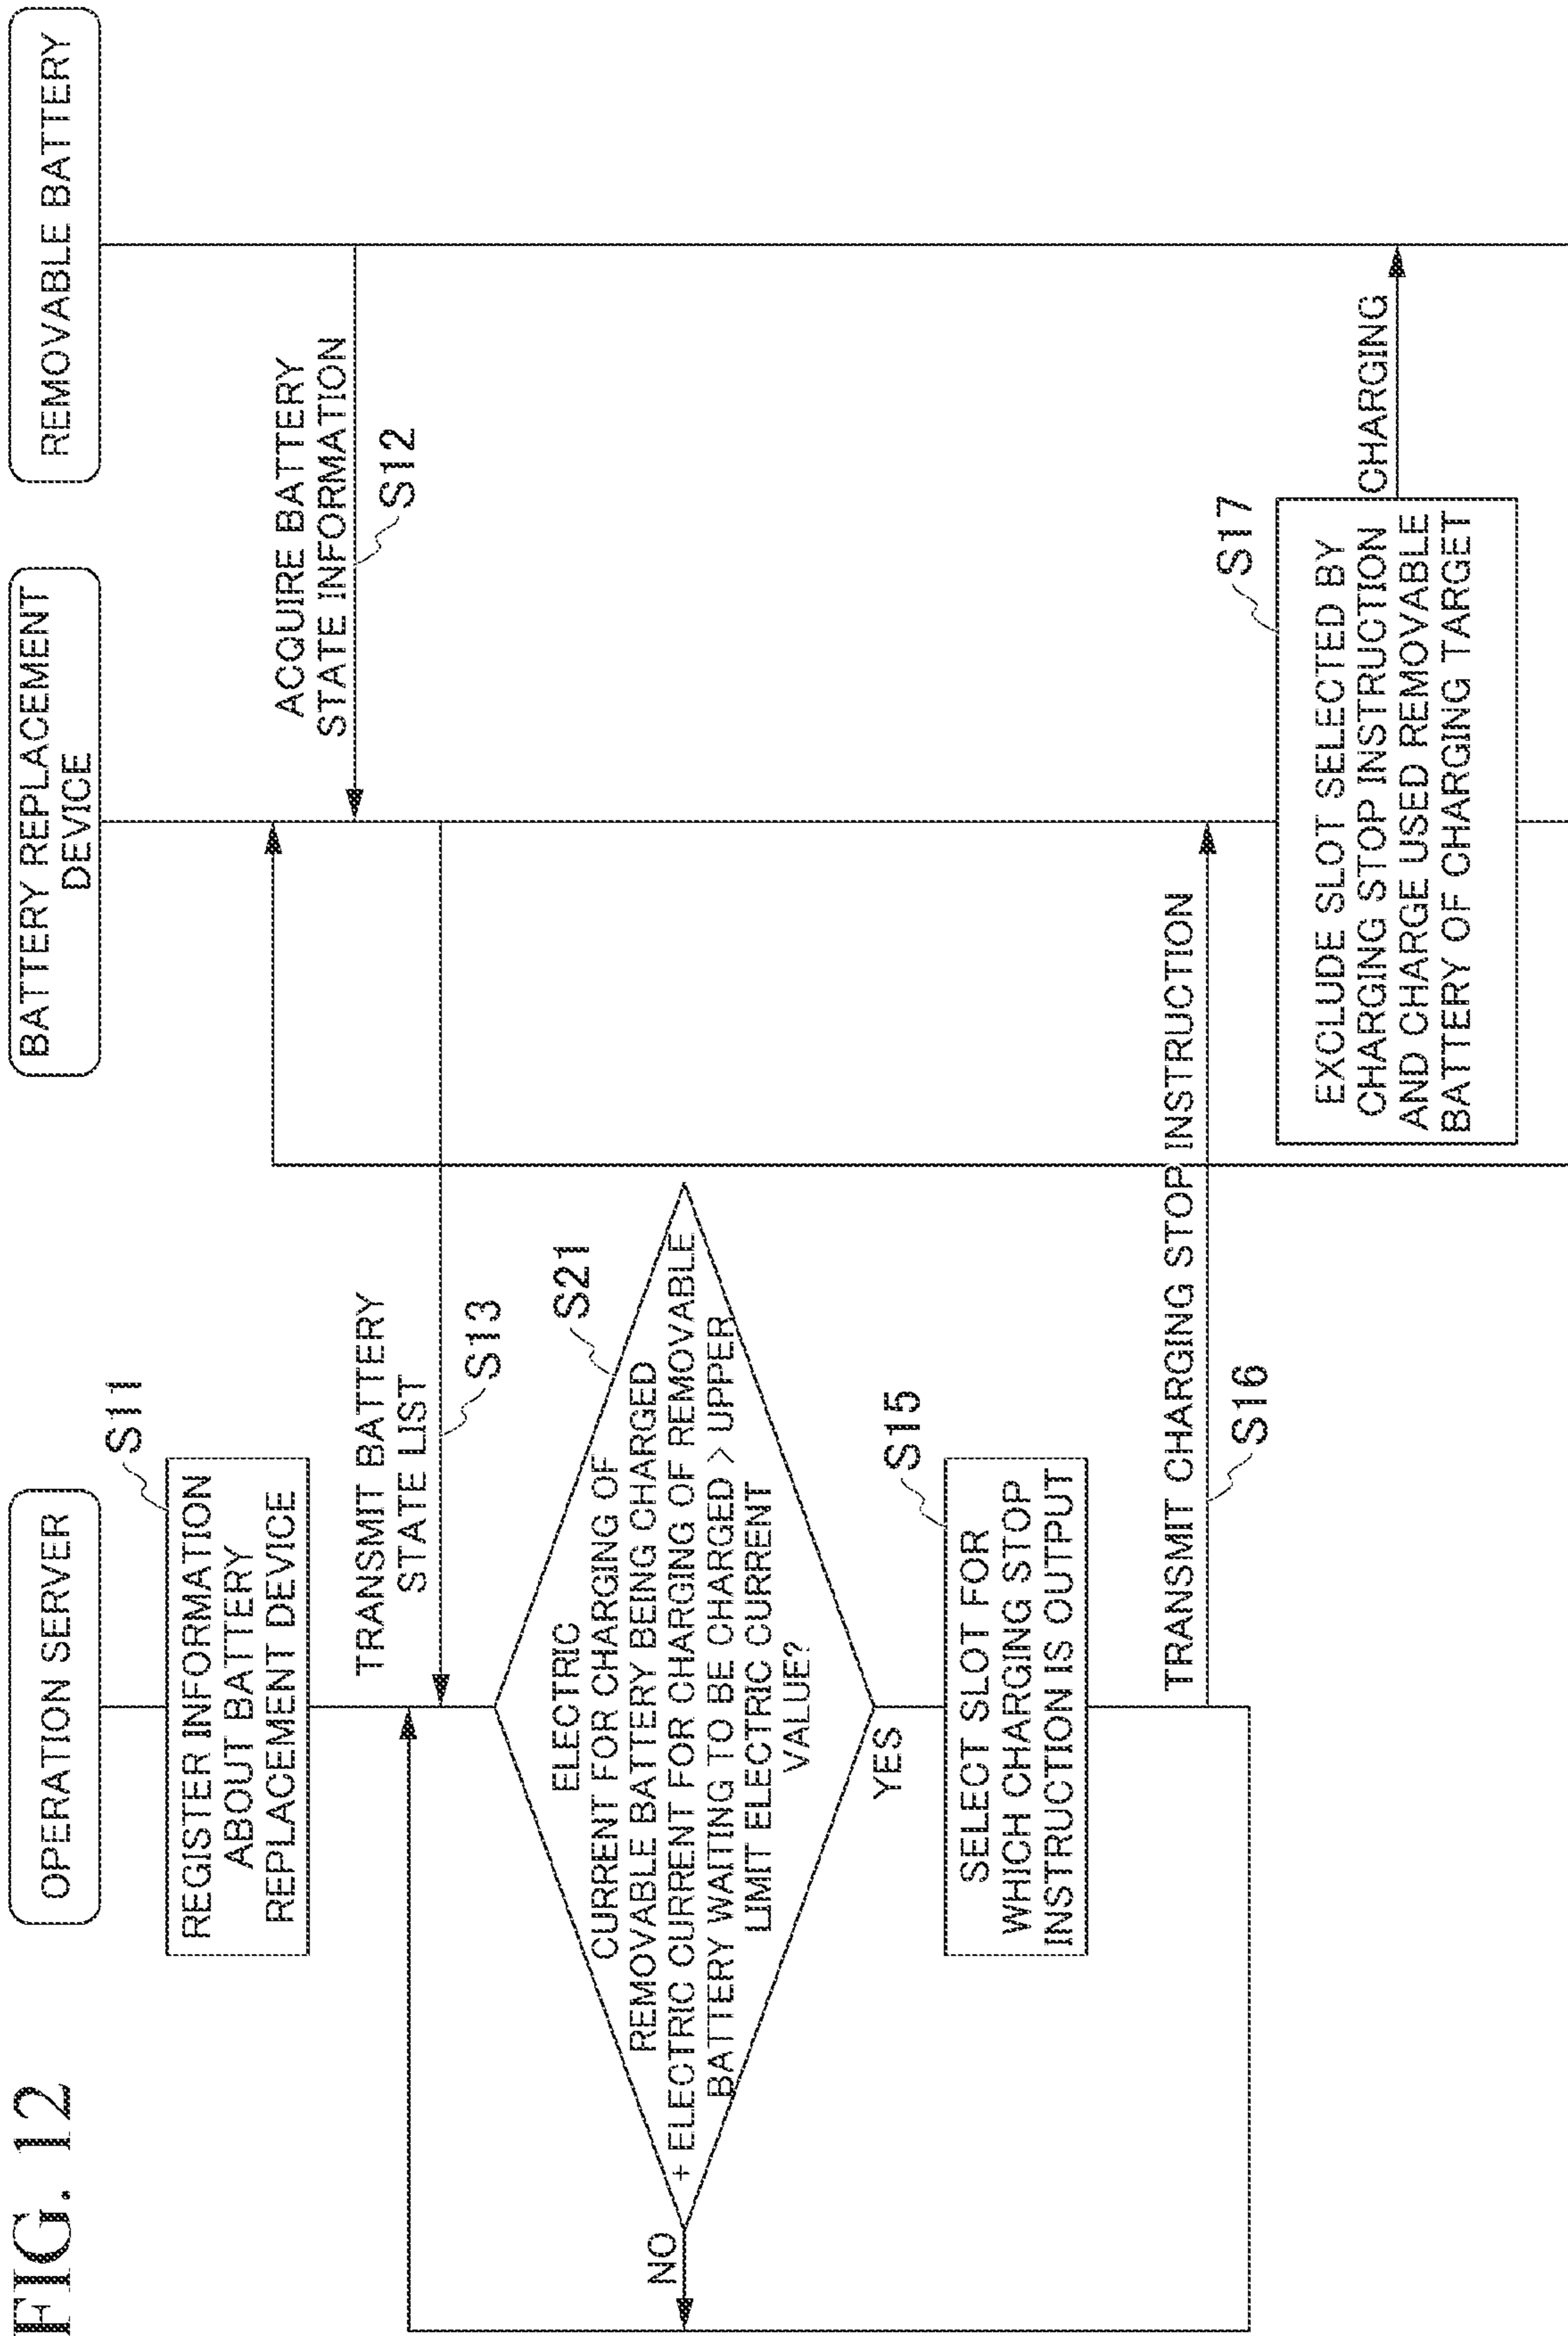 FIG. 12
OPERATION SERVER
BATTERY REPLACEMENT
DEVICE
REMOVABLE BATTERY
S11
REGISTER INFORMATION
ABOUT BATTERY
REPLACEMENT DEVICE
ACQUIRE BATTERY
STATE INFORMATION
S12
TRANSMIT BATTERY
STATE LIST
S13
S21
ELECTRIC
CURRENT FOR CHARGING OF
REMOVABLE BATTERY BEING CHARGED
+ ELECTRIC CURRENT FOR CHARGING OF REMOVABLE
BATTERY WAITING TO BE CHARGED > UPPER
LIMIT ELECTRIC CURRENT
VALUE?
NO
YES
S15
SELECT SLOT FOR
WHICH CHARGING STOP
INSTRUCTION IS OUTPUT
TRANSMIT CHARGING STOP INSTRUCTION
S16
S17
EXCLUDE SLOT SELECTED BY
CHARGING STOP INSTRUCTION
AND CHARGE USED REMOVABLE
BATTERY OF CHARGING TARGET
CHARGING